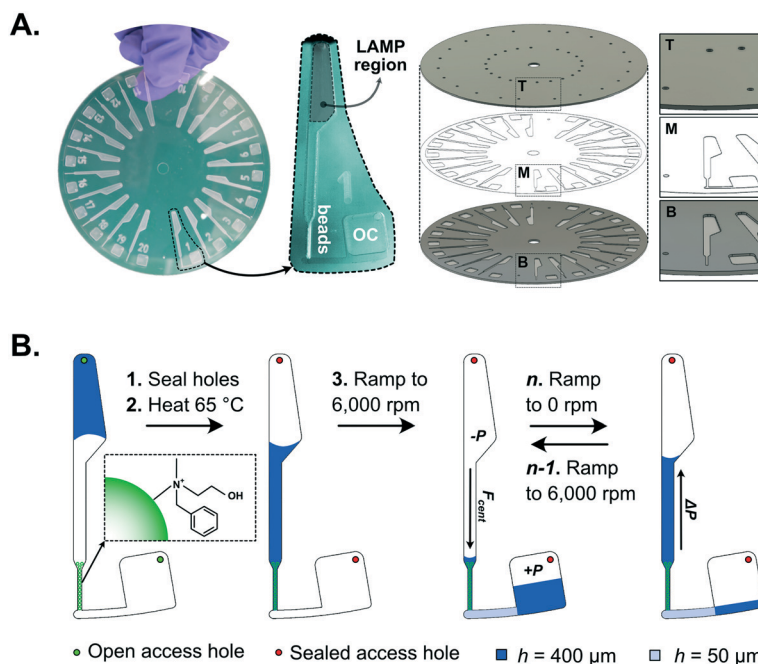 A.
LAMP
region
1
beads
OC
T
M
B
T
M
B
B.
1. Seal holes
2. Heat 65 °C
3. Ramp to
6,000 rpm
n. Ramp
to 0 rpm
n-1. Ramp
to 6,000 rpm
N+
OH
-P
Fcent
+P
ΔP
Open access hole
Sealed access hole
h = 400 µm
h = 50 µm